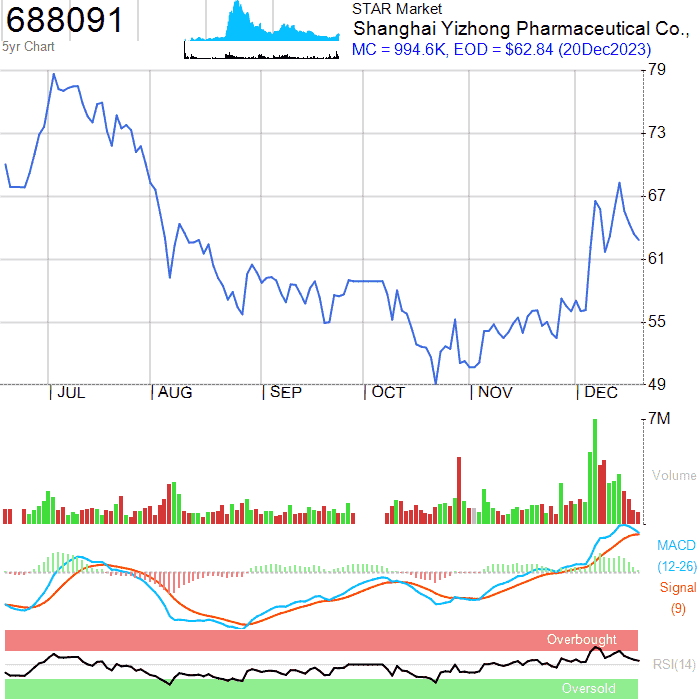 688091
5yr Chart
STAR Market
Shanghai Yizhong Pharmaceutical Co.,
MC = 994.6K, EOD = $62.84 (20Dec2023)
79
73
67
61
55
49
JUL AUG SEP OCT NOV DEC
7M
Volume
MACD
(12-26)
Signal
(9)
Overbought
RSI(14)
Oversold